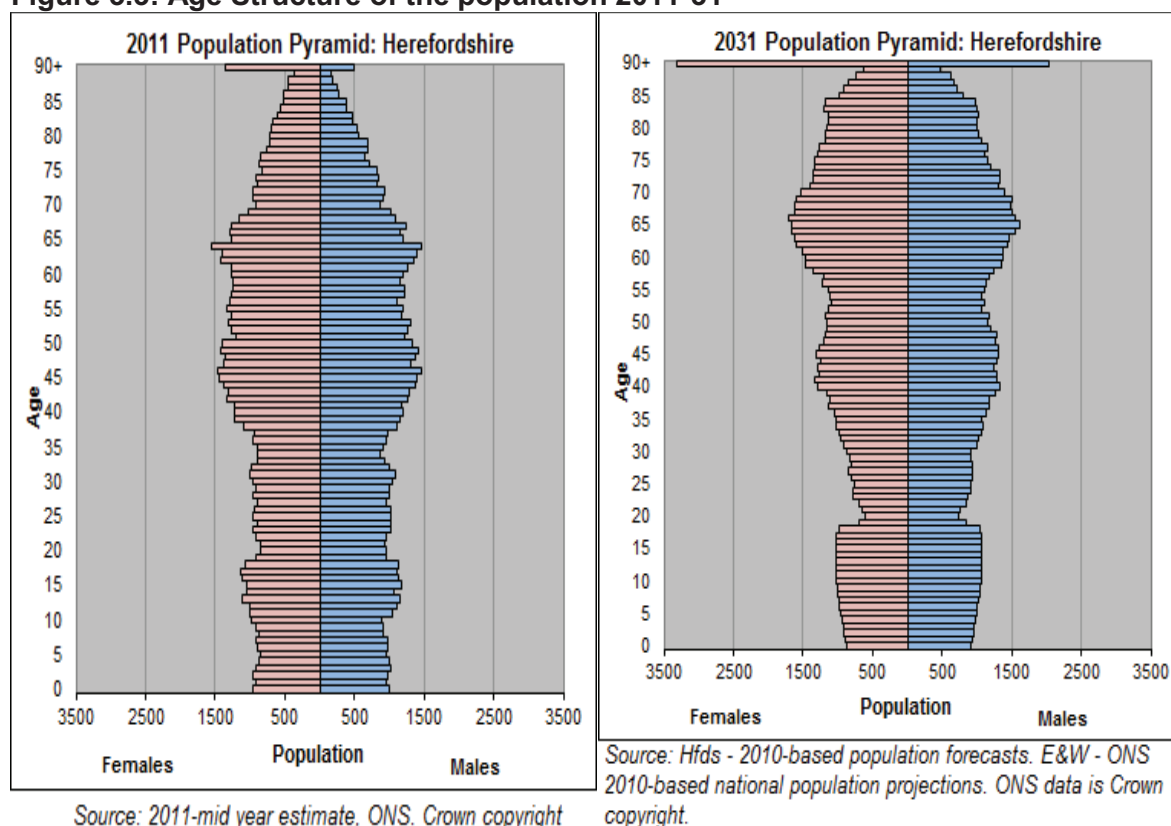 Figure 3.3: Age Structure of the population 2011-31
2011 Population Pyramid: Herefordshire
90+
85
80
75
70
65
60
55
50
45
40
35
30
25
20
15
10
5
0
Age
3500 2500 1500 500 500 1500 2500 3500
Females Population Males
Source: 2011-mid year estimate, ONS. Crown copyright
2031 Population Pyramid: Herefordshire
90+
85
80
75
70
65
60
55
50
45
40
35
30
25
20
15
10
5
0
Age
3500 2500 1500 500 500 1500 2500 3500
Females Population Males
Source: Hfds - 2010-based population forecasts. E&W - ONS
2010-based national population projections. ONS data is Crown
copyright.